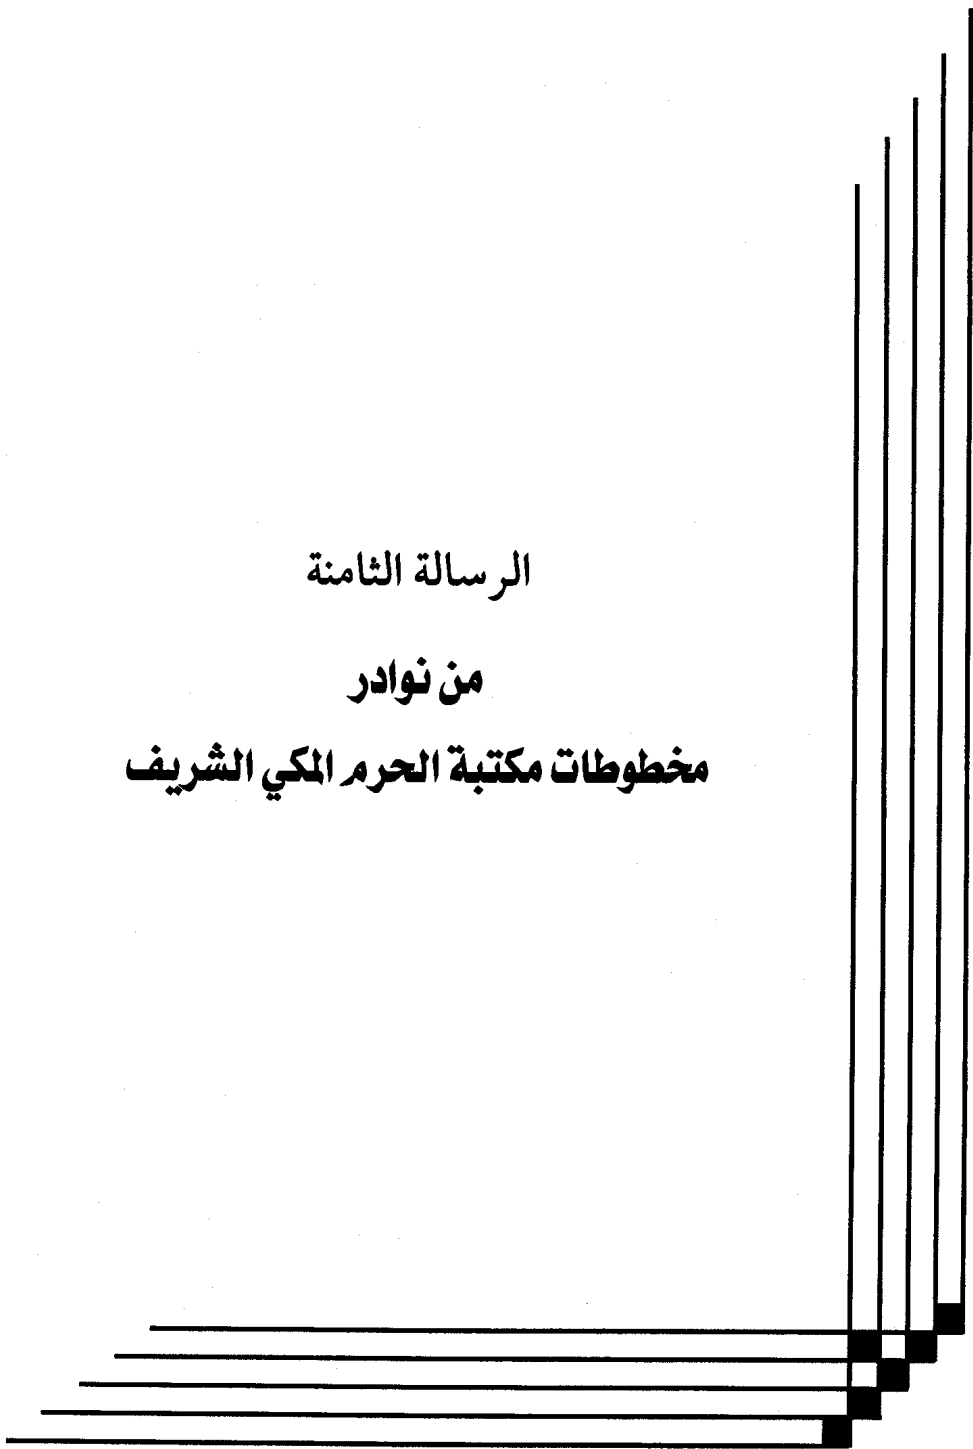 الرسالة الثامنة
من نوادر
مخطوطات مكتبة الحرم المكي الشريف